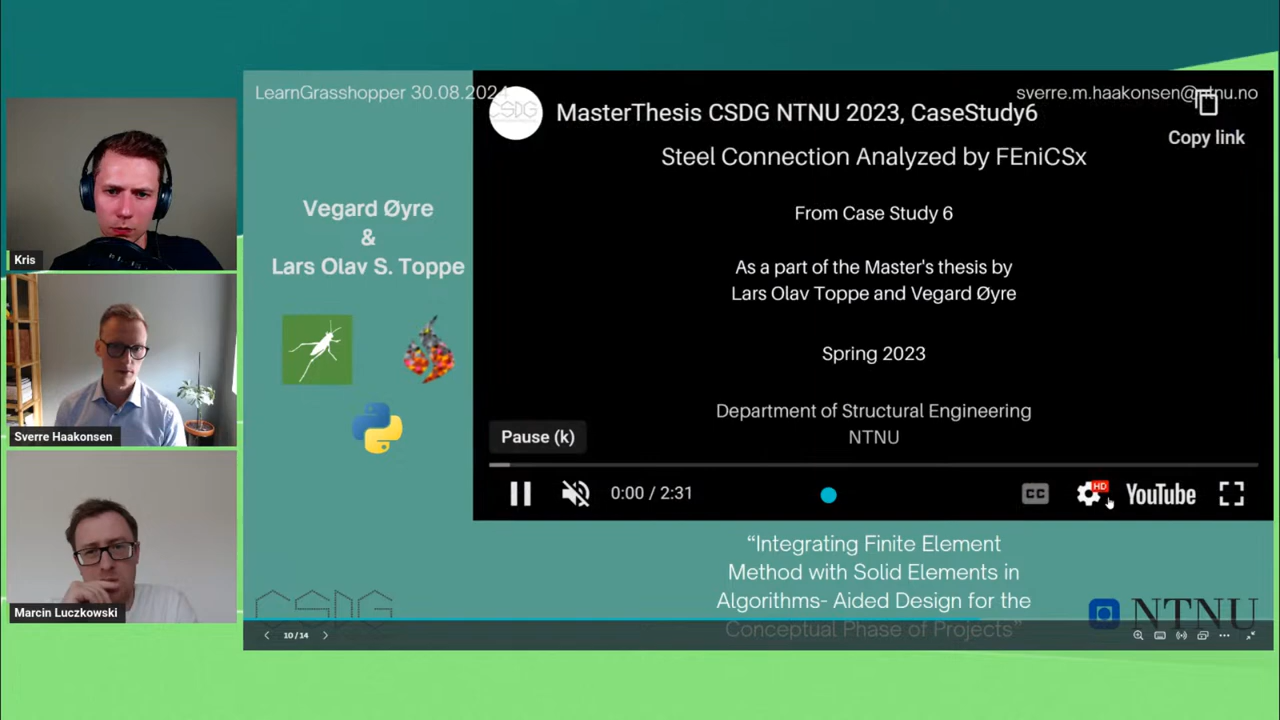 LearnGrasshopper 30.08.2024
sverre.m.haakonsen@ntnu.no
CSDG
MasterThesis CSDG NTNU 2023, CaseStudy6
Copy link
Steel Connection Analyzed by FEniCSx
From Case Study 6
As a part of the Master's thesis by
Lars Olav Toppe and Vegard Øyre
Spring 2023
Department of Structural Engineering
NTNU
Vegard Øyre
&
Lars Olav S. Toppe
Kris
Sverre Haakonsen
Marcin Luczkowski
Pause (k)
0:00 / 2:31
CC
HD
YouTube
“Integrating Finite Element
Method with Solid Elements in
Algorithms- Aided Design for the
Conceptual Phase of Projects”
CSDG
NTNU
10 / 14